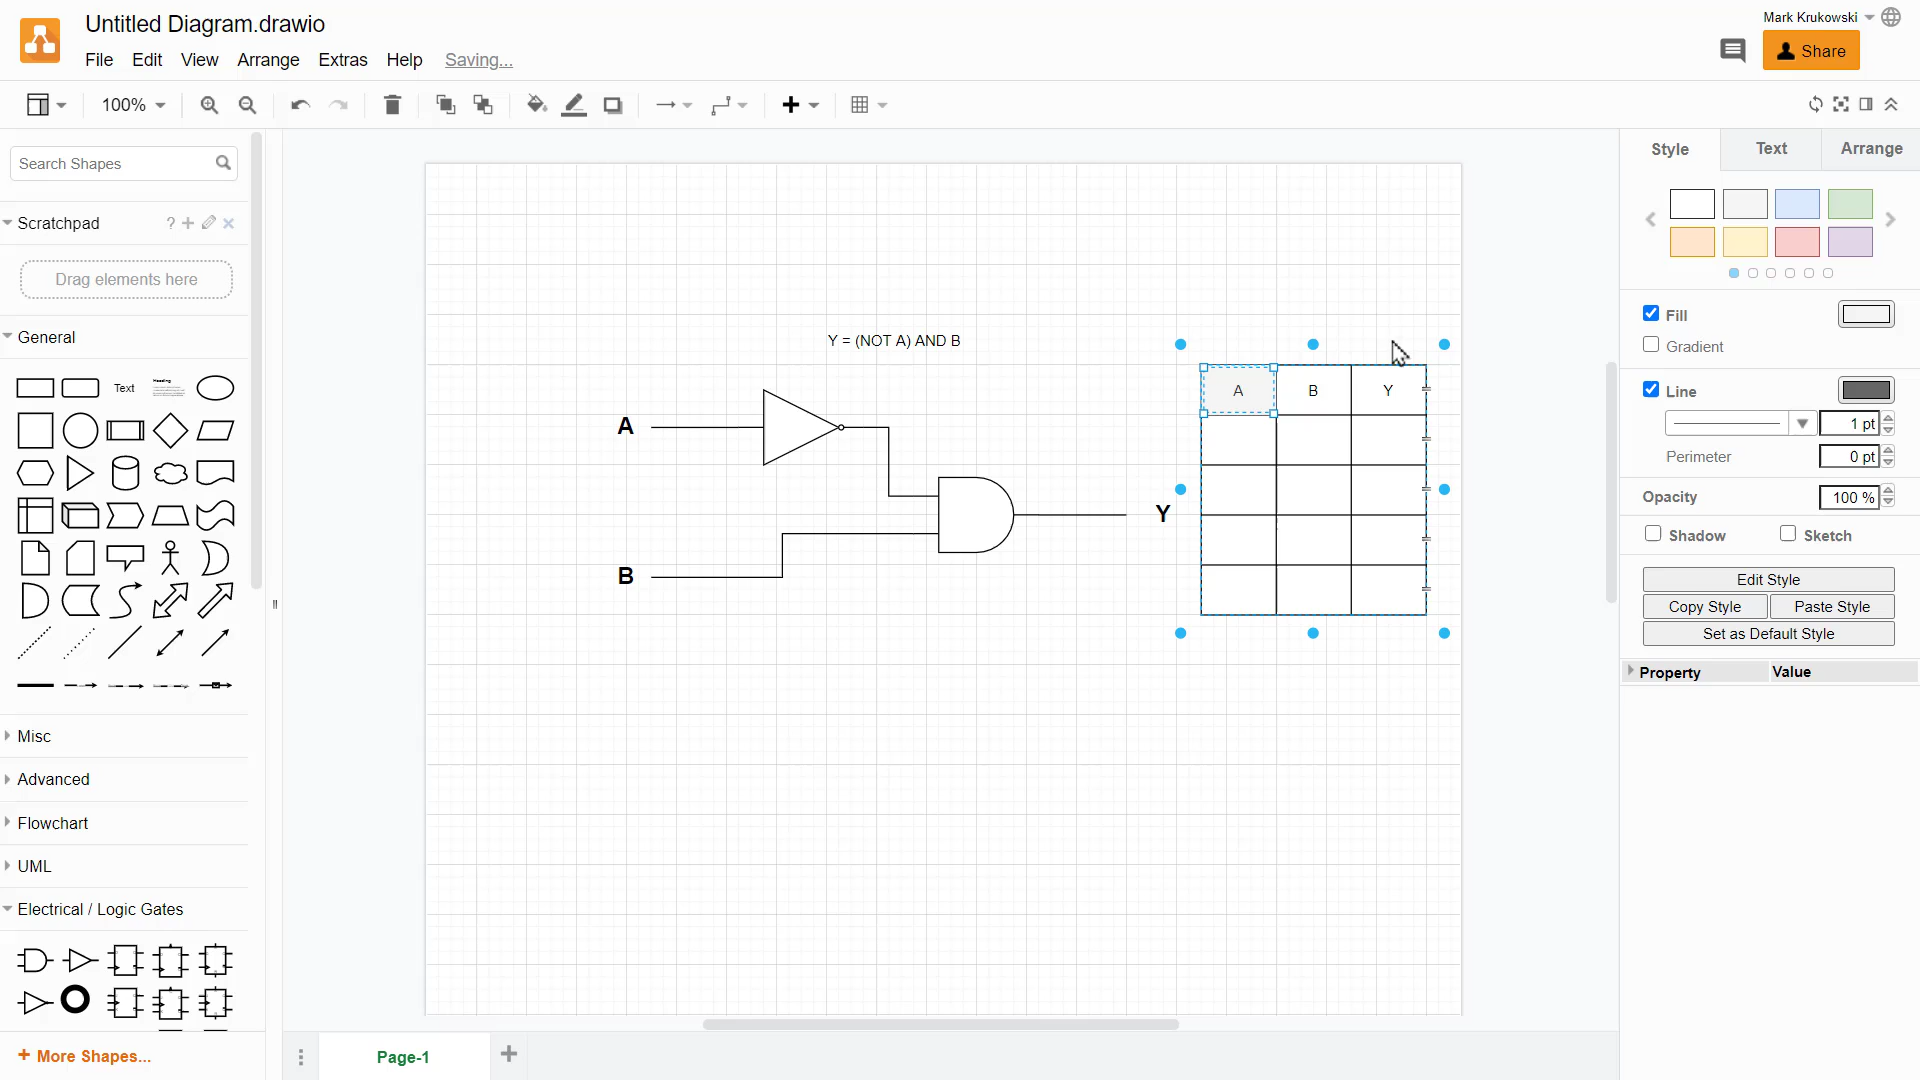 Untitled Diagram.drawio
Mark Krukowski
File Edit View Arrange Extras Help Saving...
Share
100%
Search Shapes
Style Text Arrange
Scratchpad ? + ×
Drag elements here
General
Text
Heading
Fill
Gradient
Y = (NOT A) AND B
A B Y
Line
1 pt
A
Perimeter 0 pt
Opacity 100 %
Y
Shadow Sketch
B
Edit Style
Copy Style Paste Style
Set as Default Style
Property Value
Misc
Advanced
Flowchart
UML
Electrical / Logic Gates
+ More Shapes...
Page-1